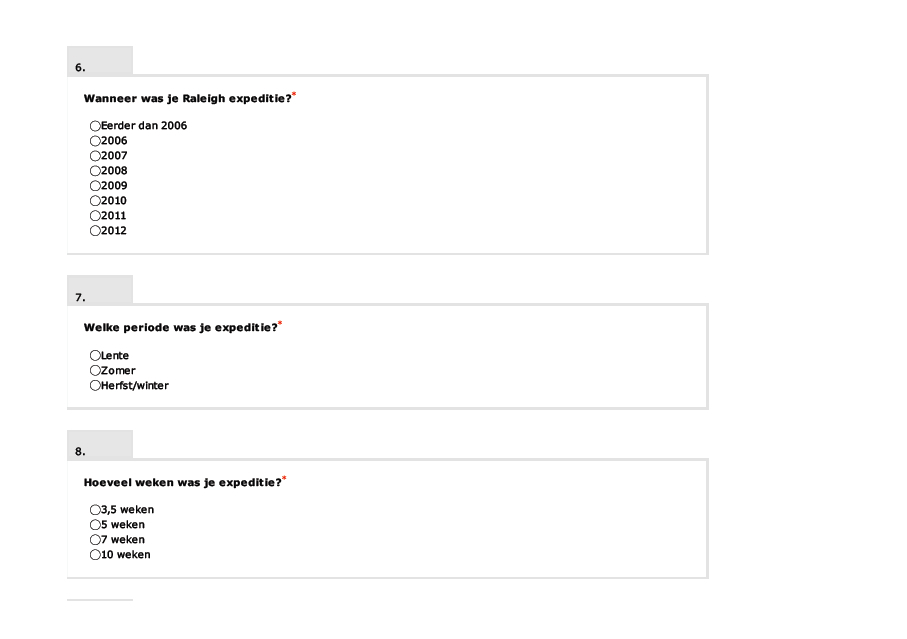 6.
Wanneer was je Raleigh expeditie?*
Eerder dan 2006
2006
2007
2008
2009
2010
2011
2012
7.
Welke periode was je expeditie?*
Lente
Zomer
Herfst/winter
8.
Hoeveel weken was je expeditie?*
3,5 weken
5 weken
7 weken
10 weken